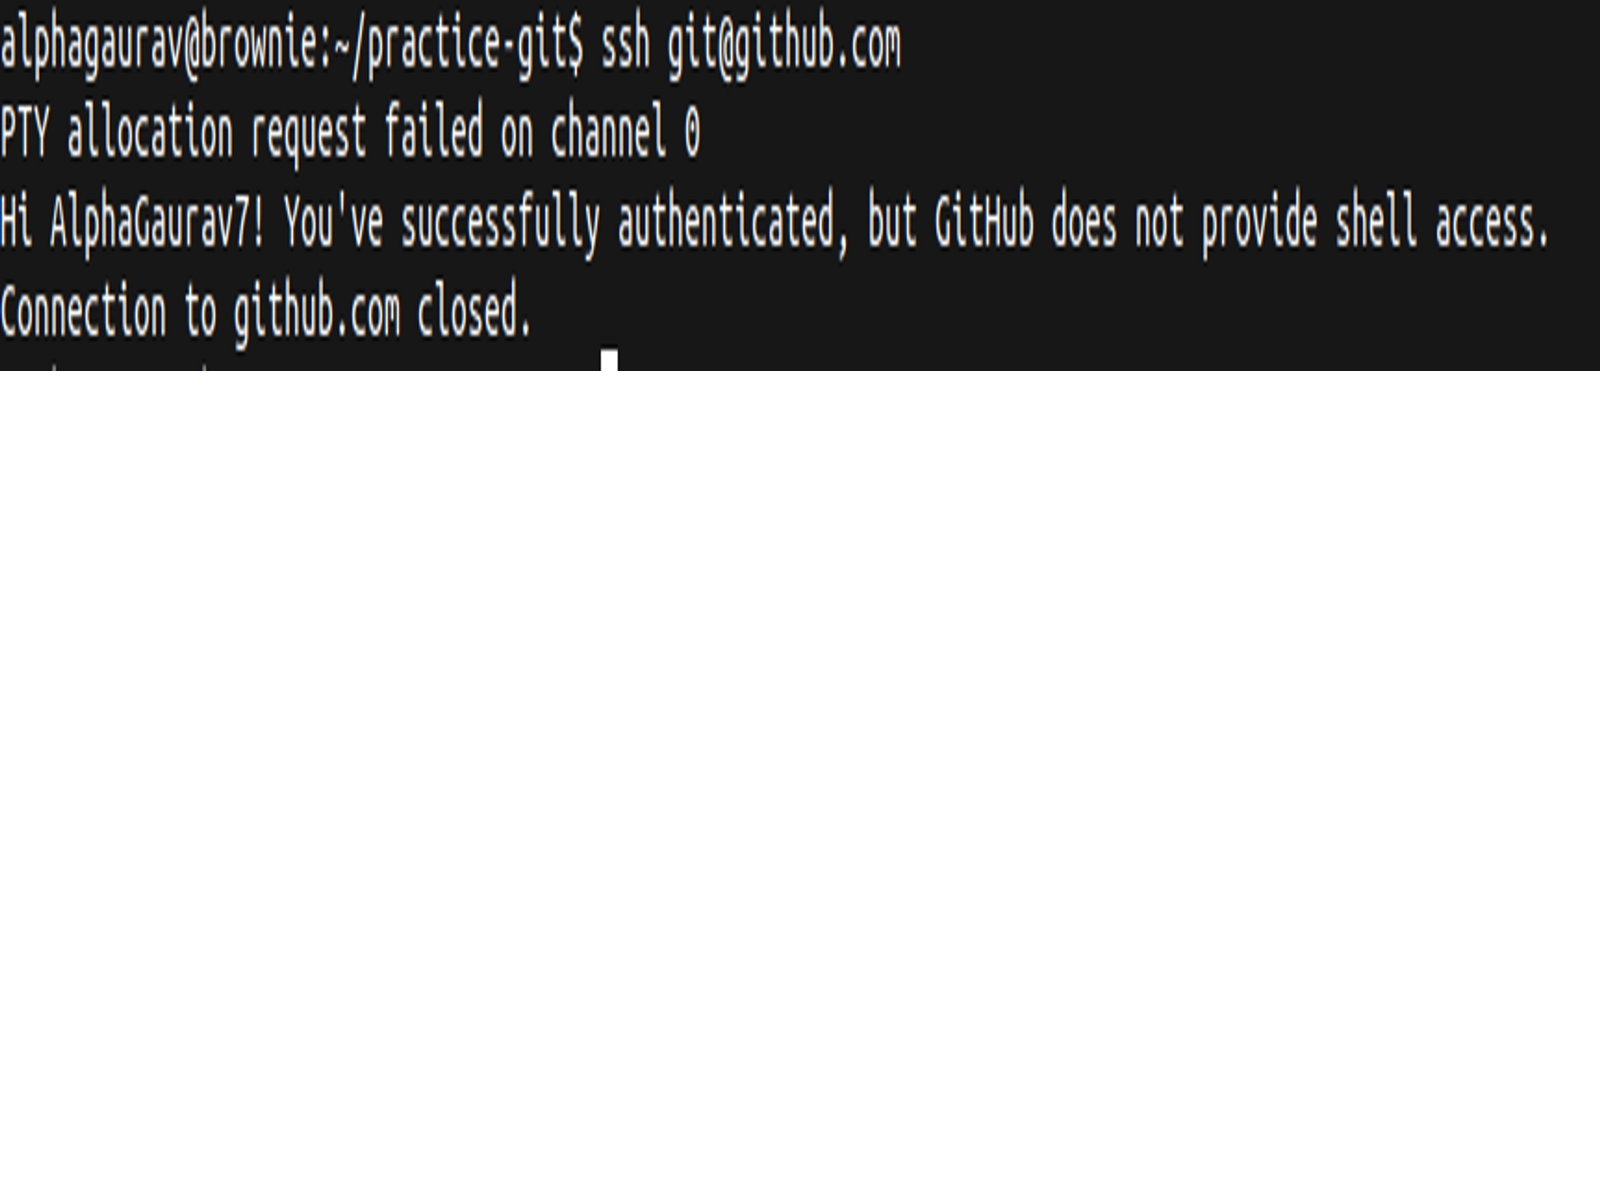 alphagaurav@brownie:~/practice-git$ ssh git@github.com
PTY allocation request failed on channel 0
Hi AlphaGaurav7! You've successfully authenticated, but GitHub does not provide shell access.
Connection to github.com closed.